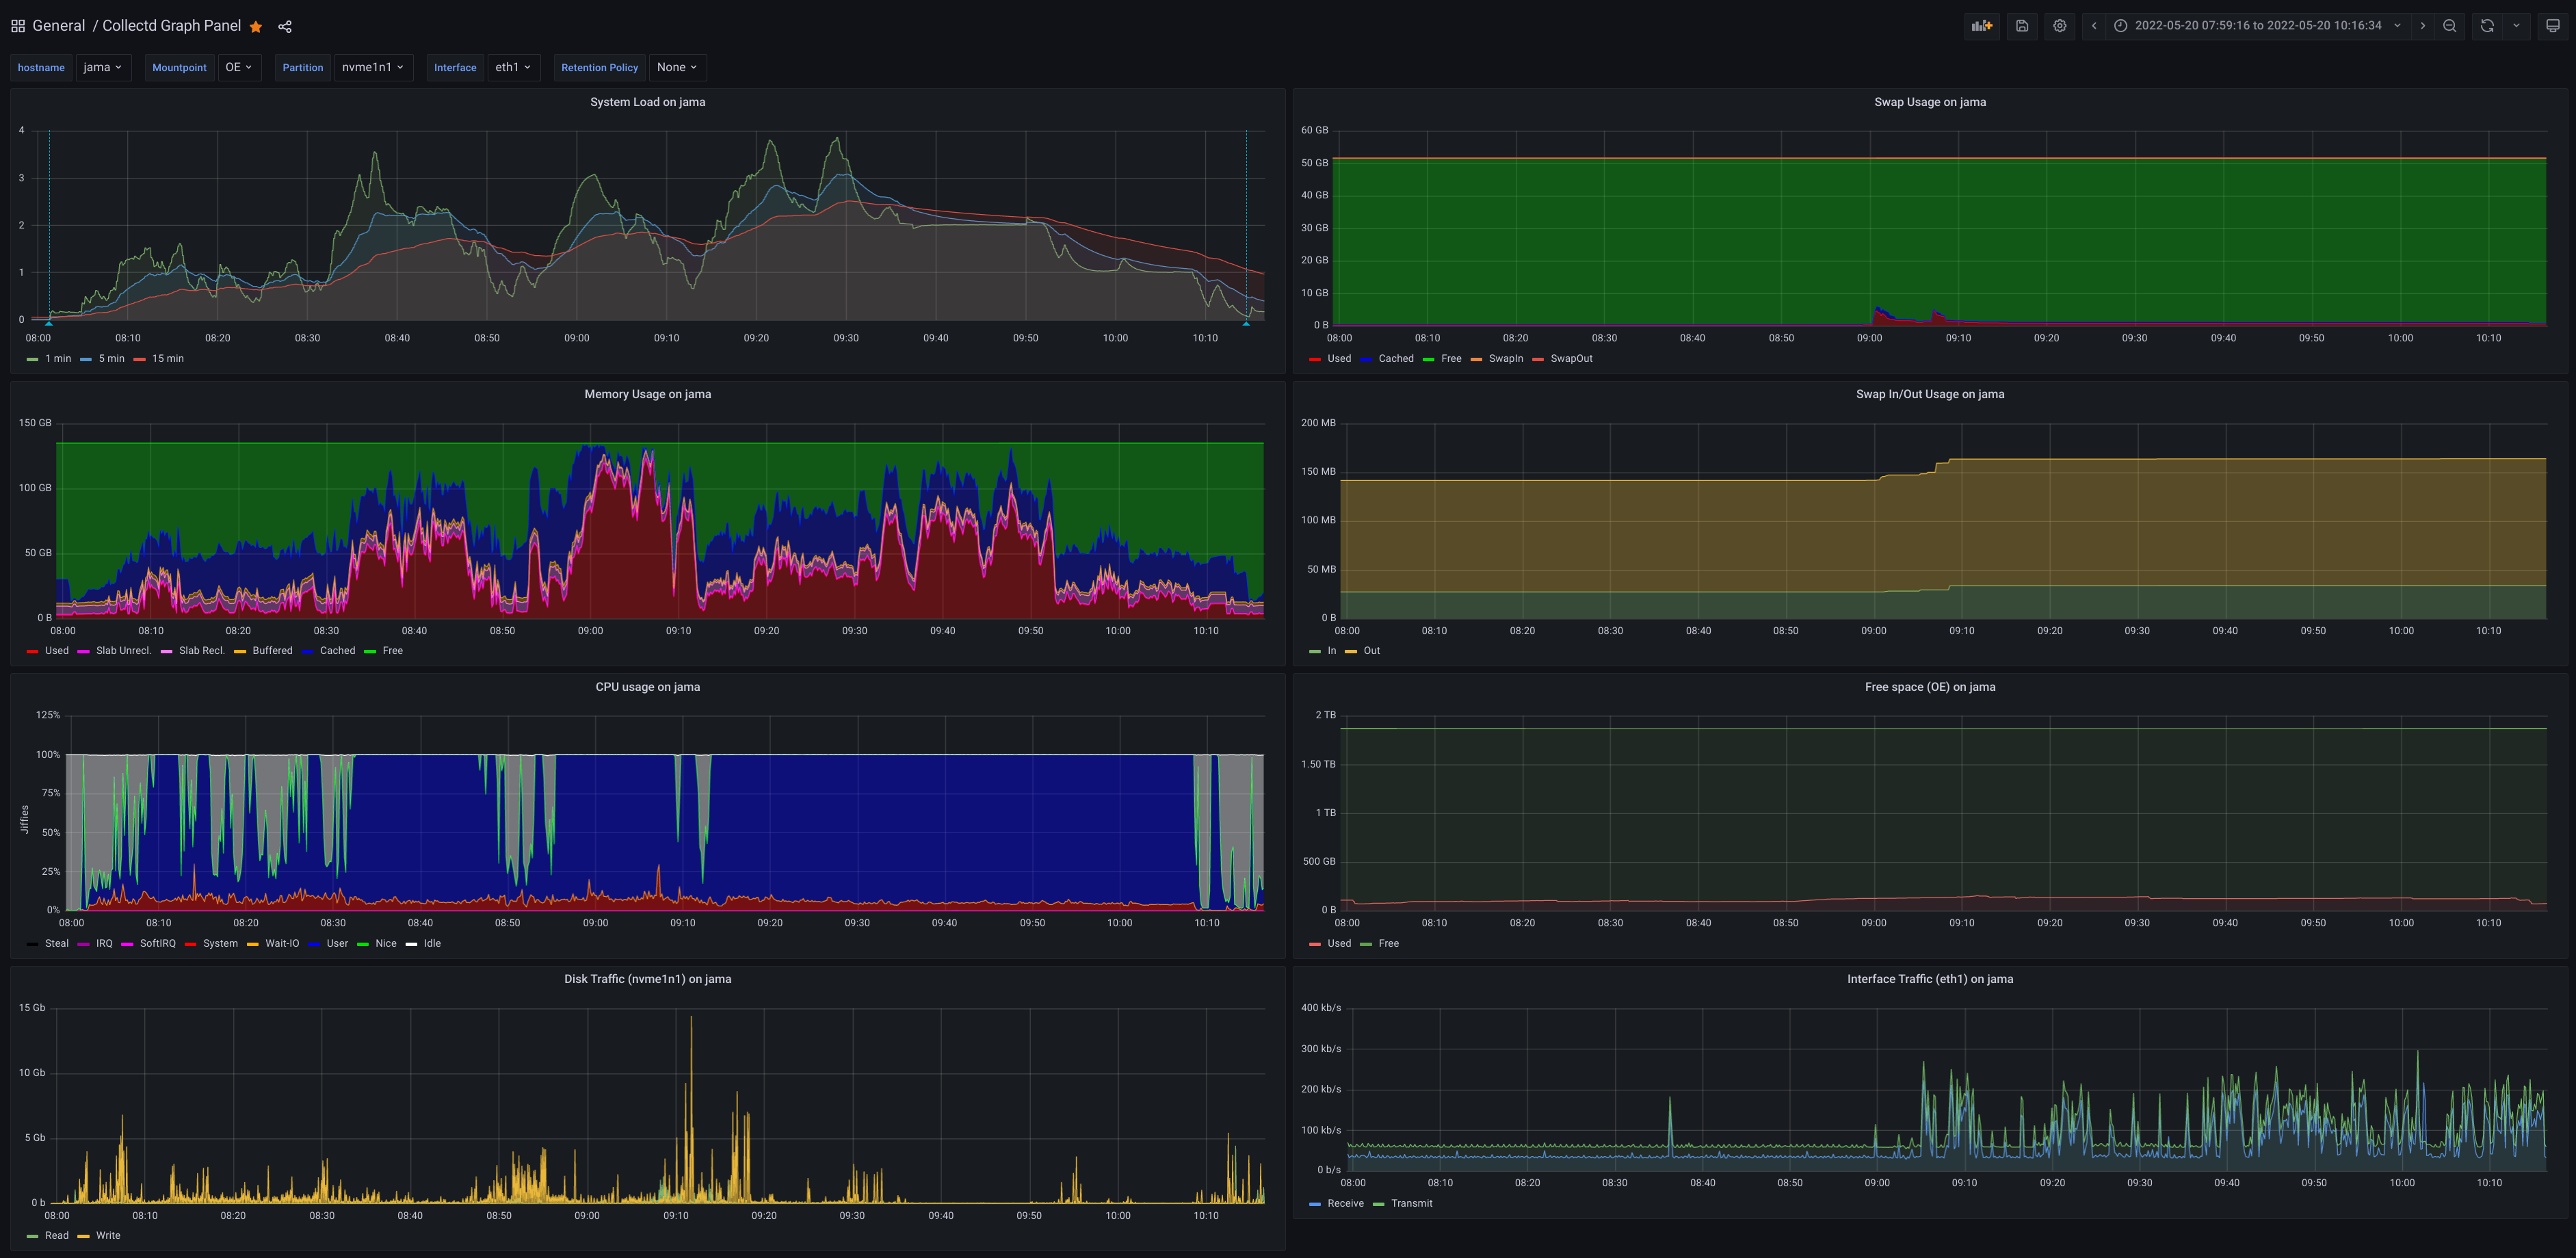 General / Collectd Graph Panel
2022-05-20 07:59:16 to 2022-05-20 10:16:34
hostname jama Mountpoint OE Partition nvme1n1 Interface eth1 Retention Policy None
System Load on jama
4
3
2
1
0
08:00 08:10 08:20 08:30 08:40 08:50 09:00 09:10 09:20 09:30 09:40 09:50 10:00 10:10
1 min 5 min 15 min
Swap Usage on jama
60 GB
50 GB
40 GB
30 GB
20 GB
10 GB
0 B
08:00 08:10 08:20 08:30 08:40 08:50 09:00 09:10 09:20 09:30 09:40 09:50 10:00 10:10
Used Cached Free SwapIn SwapOut
Memory Usage on jama
150 GB
100 GB
50 GB
0 B
08:00 08:10 08:20 08:30 08:40 08:50 09:00 09:10 09:20 09:30 09:40 09:50 10:00 10:10
Used Slab Unrecl. Slab Recl. Buffered Cached Free
Swap In/Out Usage on jama
200 MB
150 MB
100 MB
50 MB
0 B
08:00 08:10 08:20 08:30 08:40 08:50 09:00 09:10 09:20 09:30 09:40 09:50 10:00 10:10
In Out
CPU usage on jama
Jiffies
125%
100%
75%
50%
25%
0%
08:00 08:10 08:20 08:30 08:40 08:50 09:00 09:10 09:20 09:30 09:40 09:50 10:00 10:10
Steal IRQ SoftIRQ System Wait-IO User Nice Idle
Free space (OE) on jama
2 TB
1.50 TB
1 TB
500 GB
0 B
08:00 08:10 08:20 08:30 08:40 08:50 09:00 09:10 09:20 09:30 09:40 09:50 10:00 10:10
Used Free
Disk Traffic (nvme1n1) on jama
15 Gb
10 Gb
5 Gb
0 b
08:00 08:10 08:20 08:30 08:40 08:50 09:00 09:10 09:20 09:30 09:40 09:50 10:00 10:10
Read Write
Interface Traffic (eth1) on jama
400 kb/s
300 kb/s
200 kb/s
100 kb/s
0 b/s
08:00 08:10 08:20 08:30 08:40 08:50 09:00 09:10 09:20 09:30 09:40 09:50 10:00 10:10
Receive Transmit